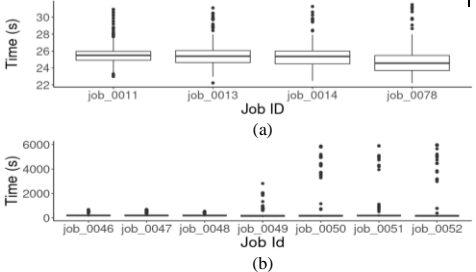 Time (s)
30
28
26
24
22
job_0011 job_0013 job_0014 job_0078
Job ID
(a)
Time (s)
6000
4000
2000
0
job_0046 job_0047 job_0048 job_0049 job_0050 job_0051 job_0052
Job Id
(b)